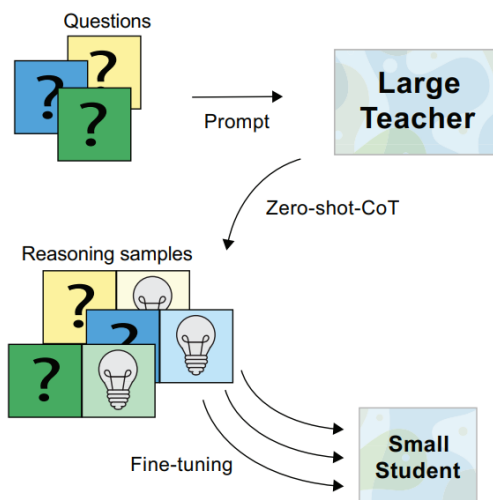 Questions
?
?
?
Prompt
Large
Teacher
Zero-shot-CoT
Reasoning samples
?
?
?
Fine-tuning
Small
Student